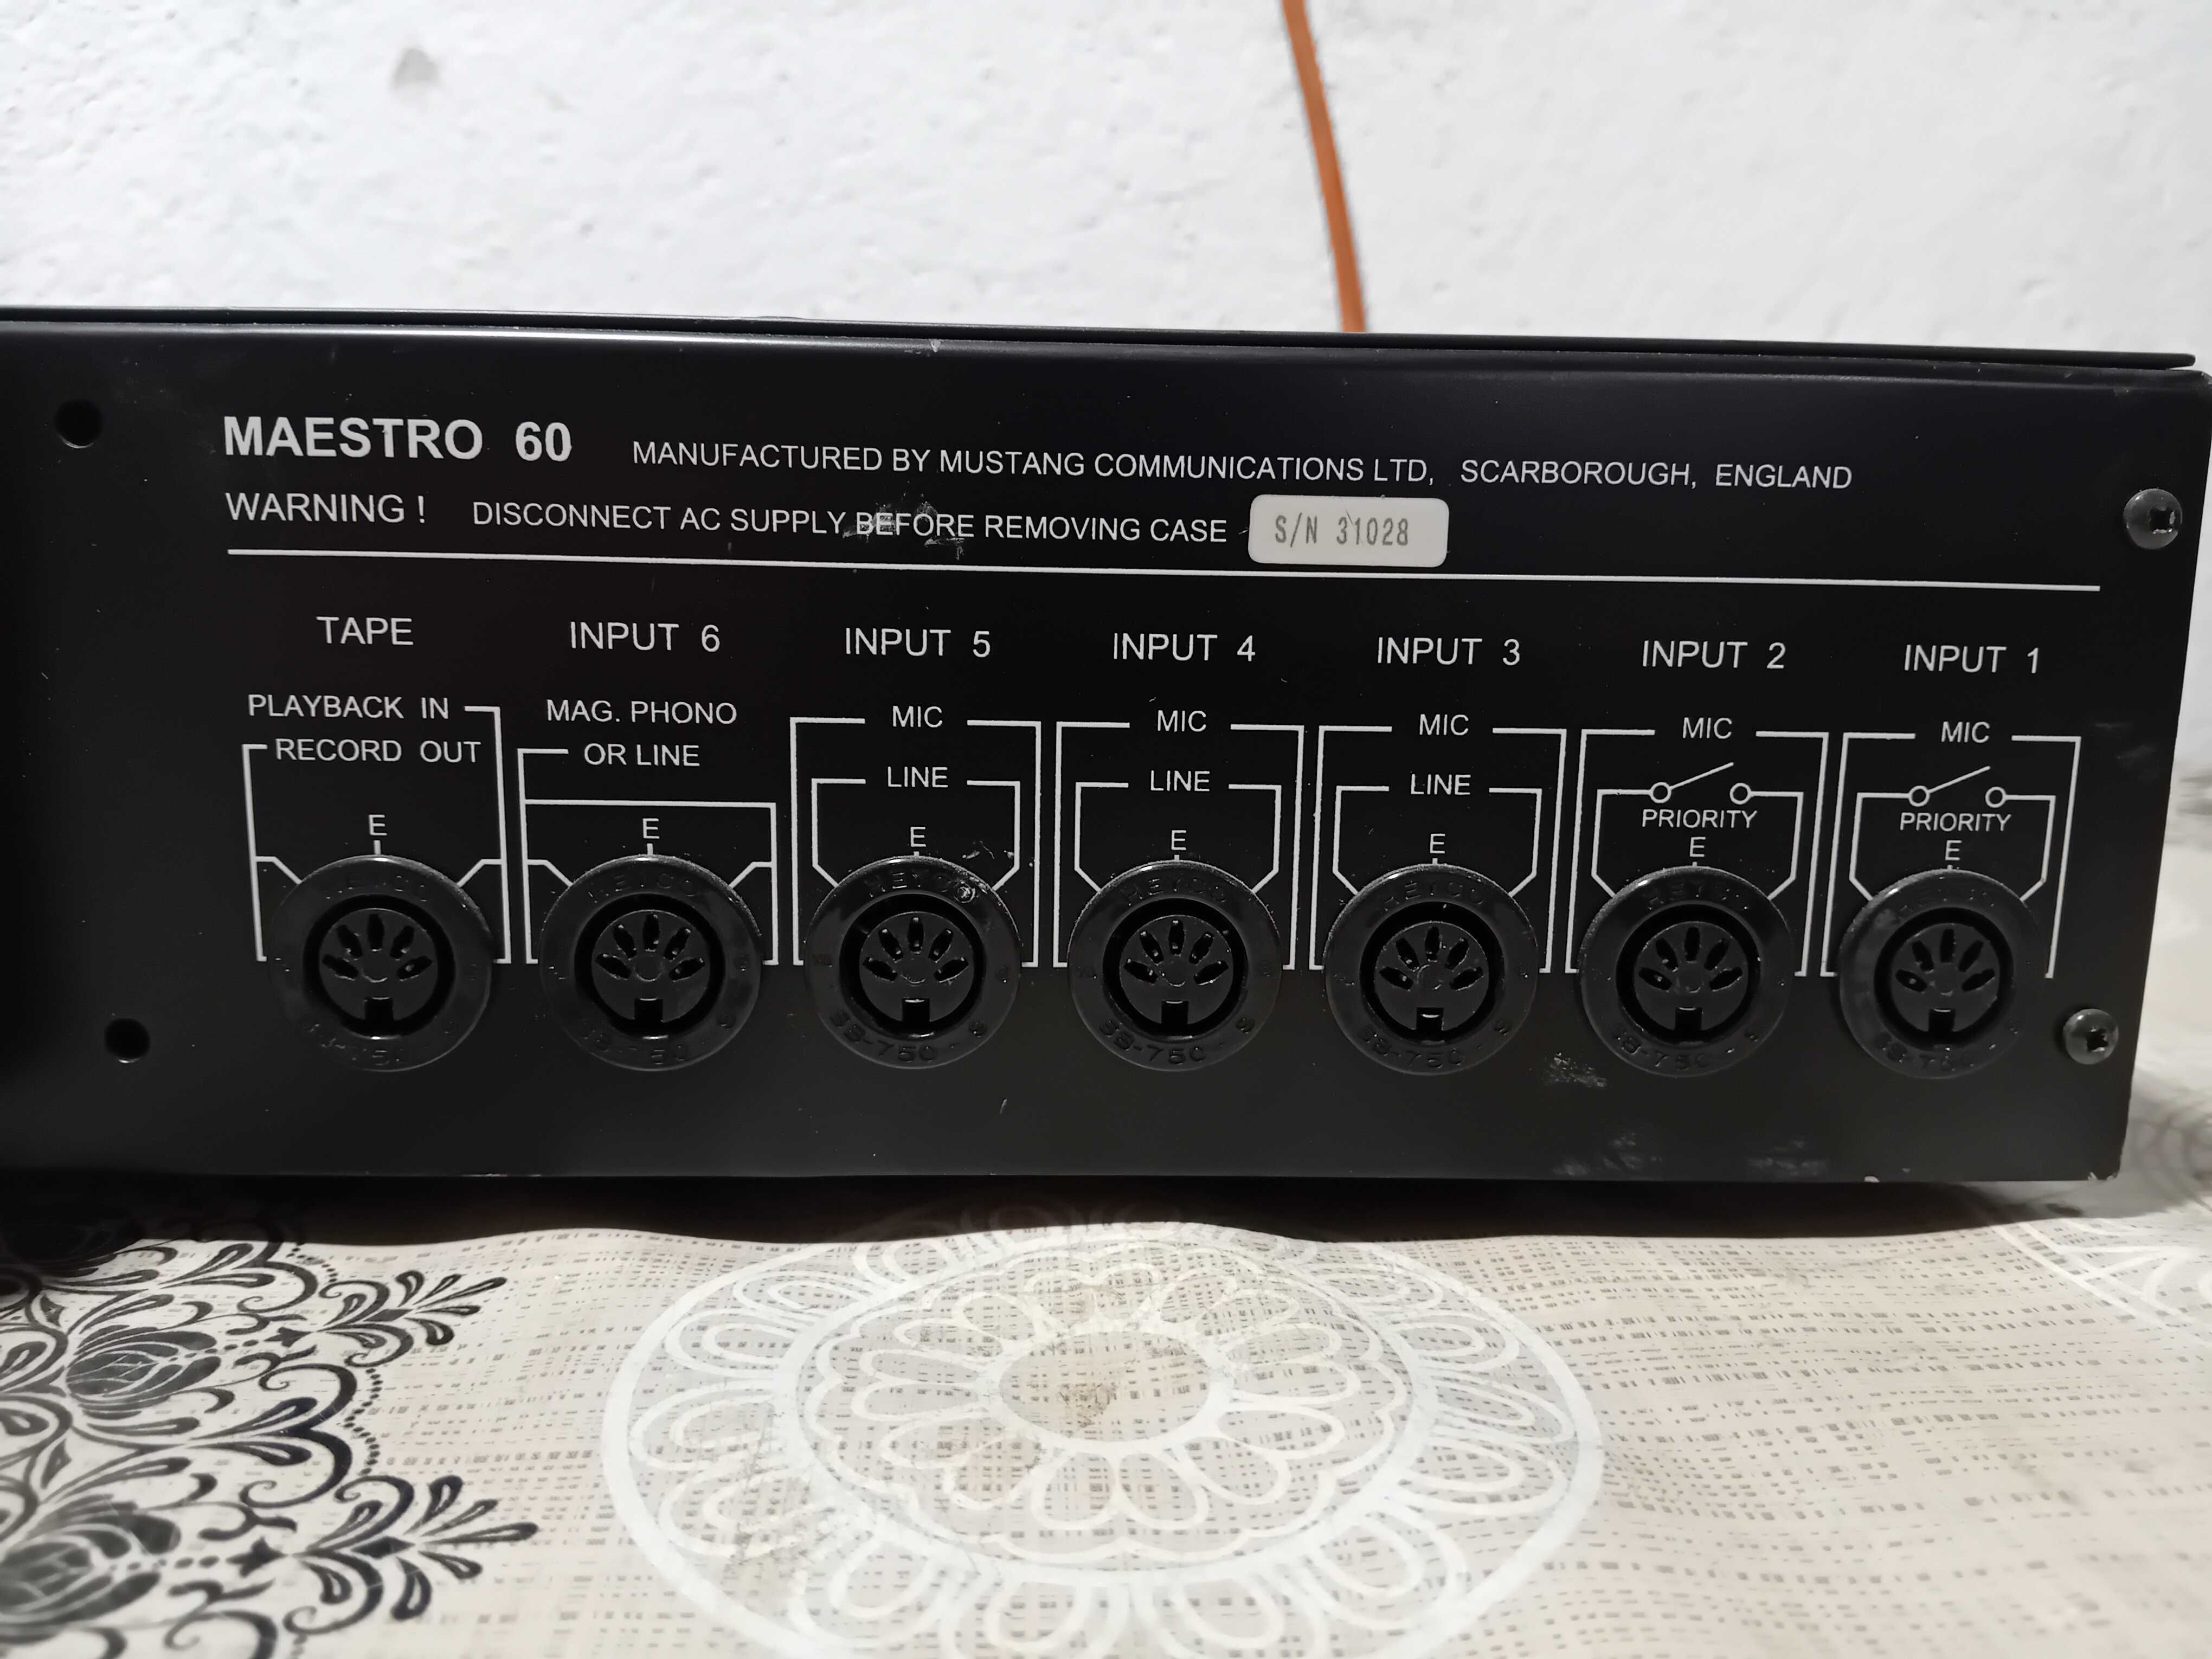 MAESTRO 60 MANUFACTURED BY MUSTANG COMMUNICATIONS LTD, SCARBOROUGH, ENGLAND
WARNING ! DISCONNECT AC SUPPLY BEFORE REMOVING CASE S/N 31028
TAPE INPUT 6 INPUT 5 INPUT 4 INPUT 3 INPUT 2 INPUT 1
PLAYBACK IN MAG. PHONO MIC MIC MIC MIC MIC
RECORD OUT OR LINE LINE LINE LINE PRIORITY PRIORITY
E E E E E E E